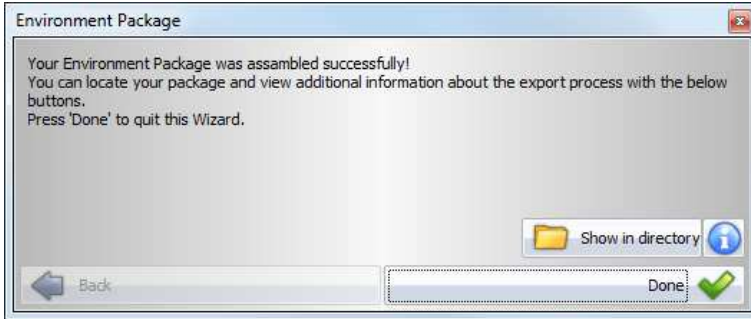 Environment Package
Your Environment Package was assambled successfully!
You can locate your package and view additional information about the export process with the below
buttons.
Press 'Done' to quit this Wizard.
Show in directory
Back
Done